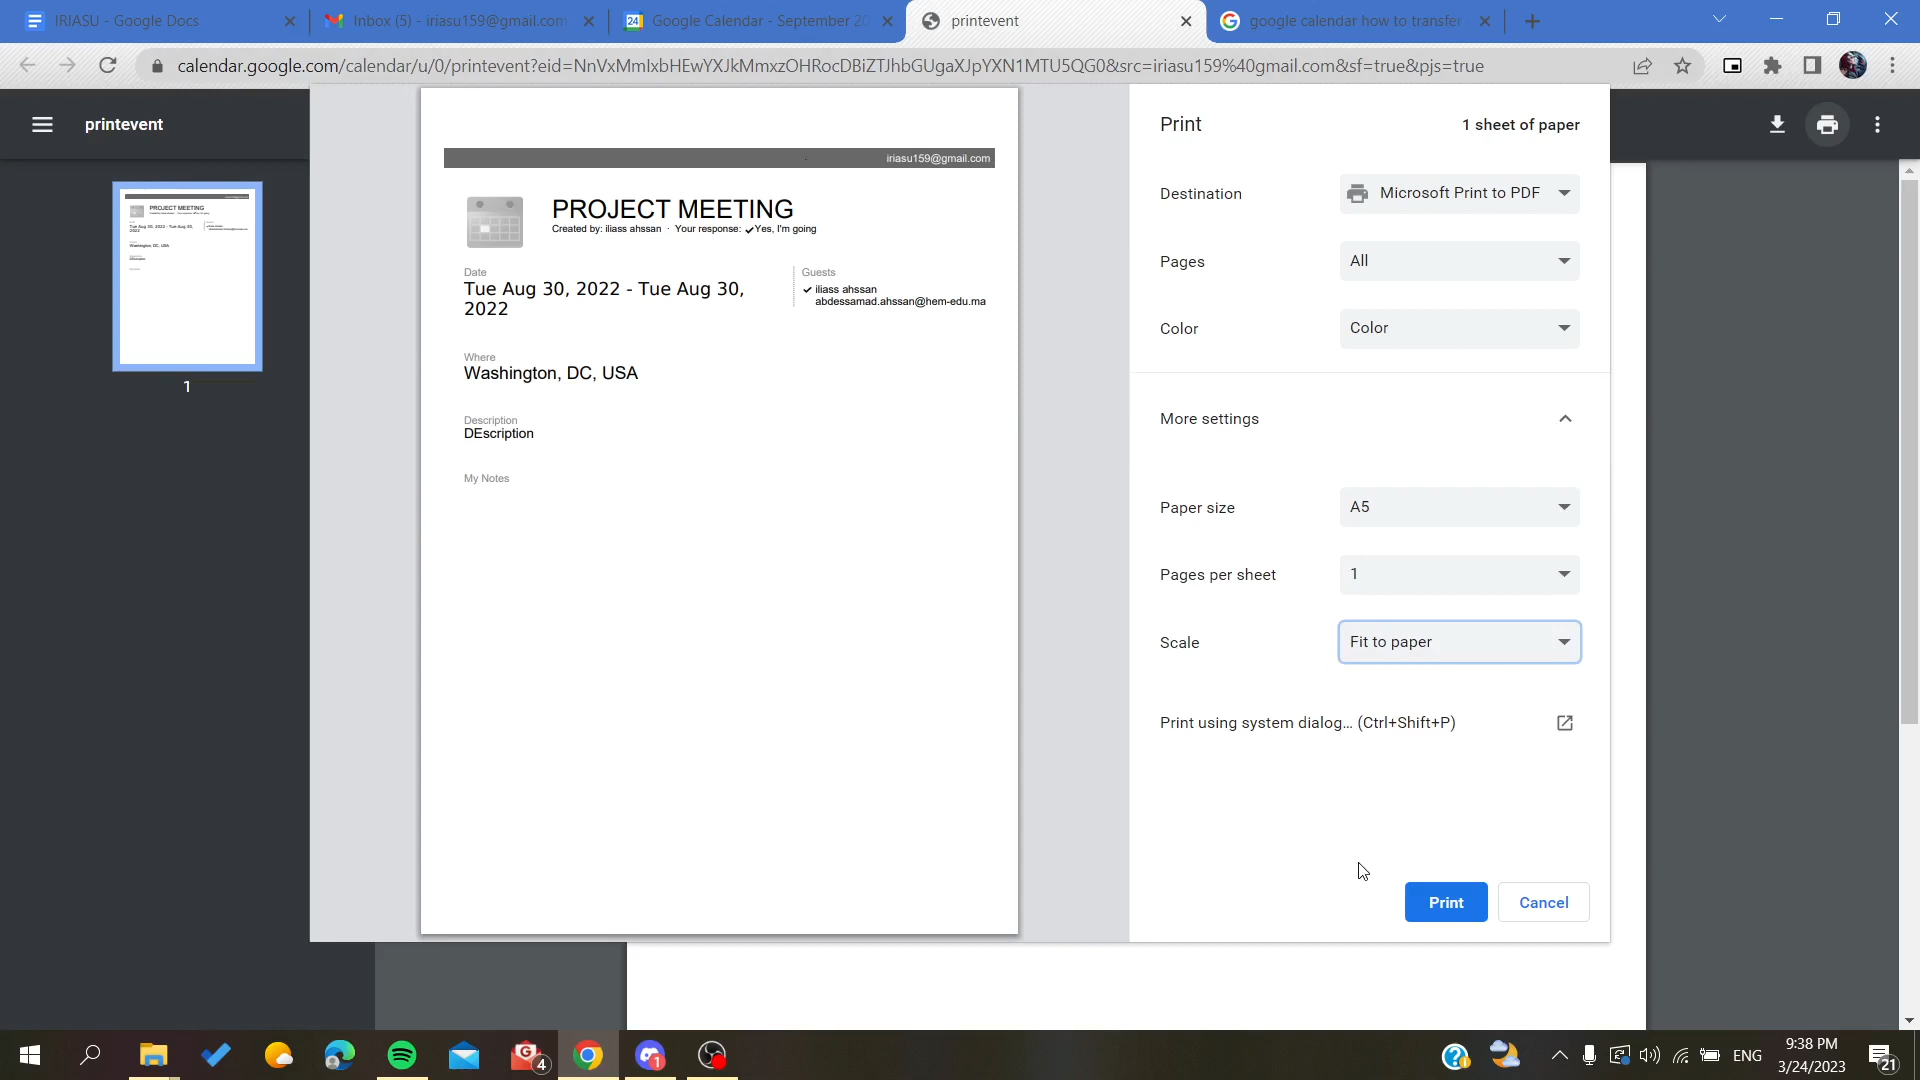 IRIASU - Google Docs
Inbox (5) - iriasu159@gmail.com
24 Google Calendar - September 20
printevent
google calendar how to transfer
calendar.google.com/calendar/u/0/printevent?eid=NnVxMmIxbHEwYXJkMmxzOHRocDBiZTJhbGUgaXJpYXN1MTU5QG0&src=iriasu159%40gmail.com&sf=true&pjs=true
printevent
1
iriasu159@gmail.com
PROJECT MEETING
Created by: iliass ahssan · Your response: ✓Yes, I'm going
Date
Tue Aug 30, 2022 - Tue Aug 30,
2022
Guests
✓ iliass ahssan
abdessamad.ahssan@hem-edu.ma
Where
Washington, DC, USA
Description
DEscription
My Notes
Print
1 sheet of paper
Destination
Microsoft Print to PDF
Pages
All
Color
Color
More settings
Paper size
A5
Pages per sheet
1
Scale
Fit to paper
Print using system dialog... (Ctrl+Shift+P)
Print
Cancel
4
1
ENG
9:38 PM
3/24/2023
21